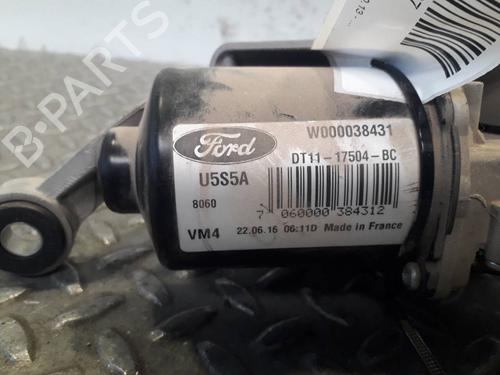 Ford
W000038431
DT11-17504-BC
U5S5A
8060
7 060000 384312
VM4
22.06.16 06:11D Made in France